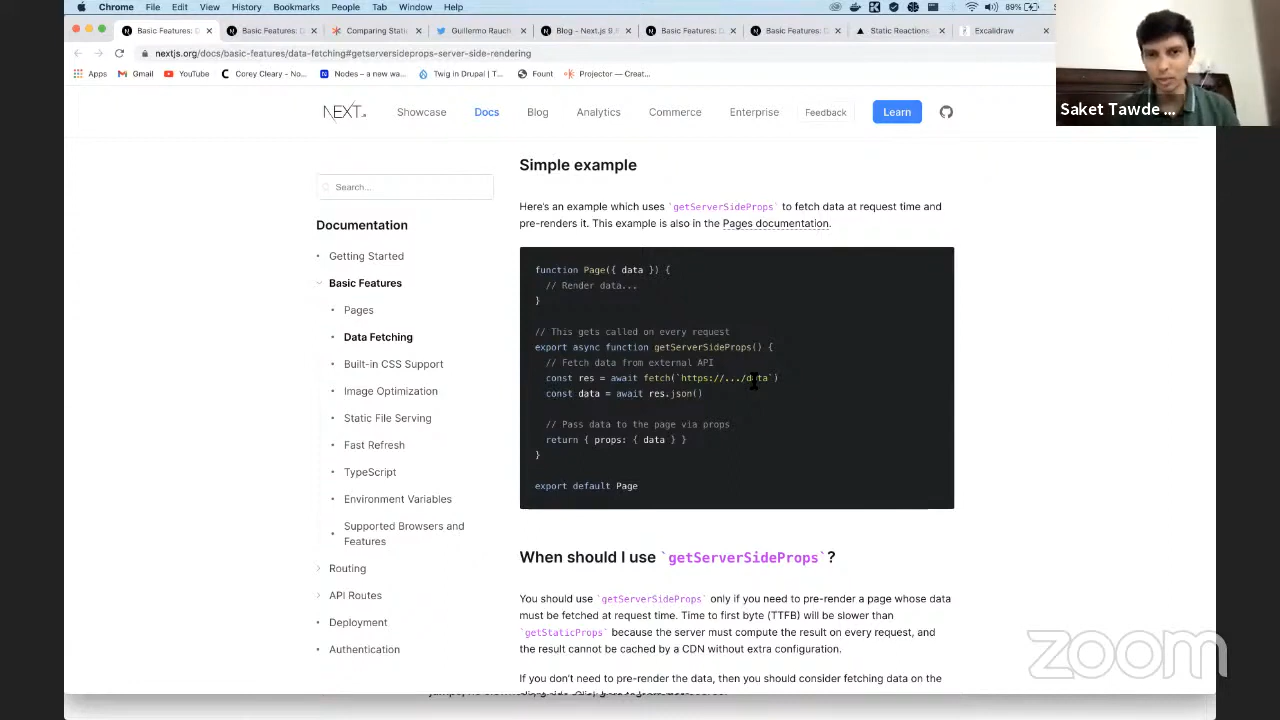 Chrome File Edit View History Bookmarks People Tab Window Help
89%
Basic Features: D
Basic Features: D
Comparing Static
Guillermo Rauch
Blog - Next.js 9.5
Basic Features: D
Basic Features: D
Static Reactions
Excalidraw
nextjs.org/docs/basic-features/data-fetching#getserversideprops-server-side-rendering
Apps Gmail YouTube Corey Cleary - No... Nodes – a new wa... Twig in Drupal | T... Fount Projector — Creat...
Saket Tawde ...
NEXT.
Showcase Docs Blog Analytics Commerce Enterprise Feedback Learn
Search...
Documentation
Getting Started
Basic Features
Pages
Data Fetching
Built-in CSS Support
Image Optimization
Static File Serving
Fast Refresh
TypeScript
Environment Variables
Supported Browsers and
Features
Routing
API Routes
Deployment
Authentication
Simple example
Here's an example which uses `getServerSideProps` to fetch data at request time and
pre-renders it. This example is also in the Pages documentation.
function Page({ data }) {
// Render data...
}
// This gets called on every request
export async function getServerSideProps() {
// Fetch data from external API
const res = await fetch(`https://.../data`)
const data = await res.json()
// Pass data to the page via props
return { props: { data } }
}
export default Page
When should I use `getServerSideProps`?
You should use `getServerSideProps` only if you need to pre-render a page whose data
must be fetched at request time. Time to first byte (TTFB) will be slower than
`getStaticProps` because the server must compute the result on every request, and
the result cannot be cached by a CDN without extra configuration.
If you don't need to pre-render the data, then you should consider fetching data on the
zoom